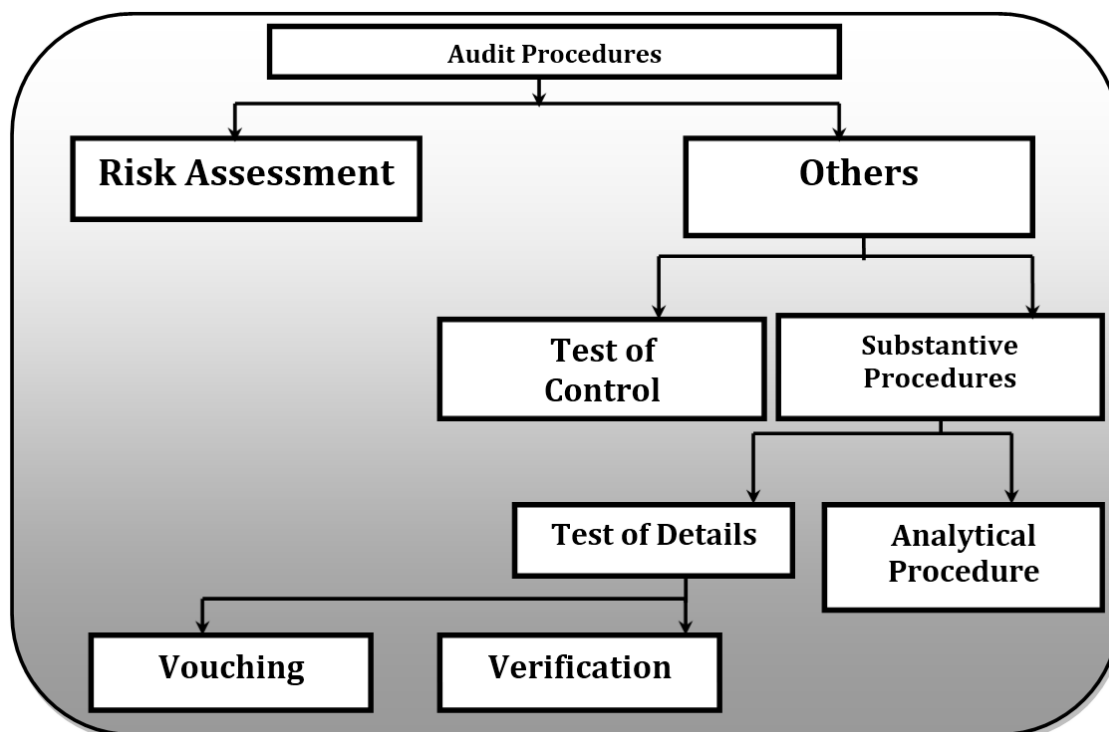 Audit Procedures
Risk Assessment
Others
Test of
Control
Substantive
Procedures
Test of Details
Analytical
Procedure
Vouching
Verification